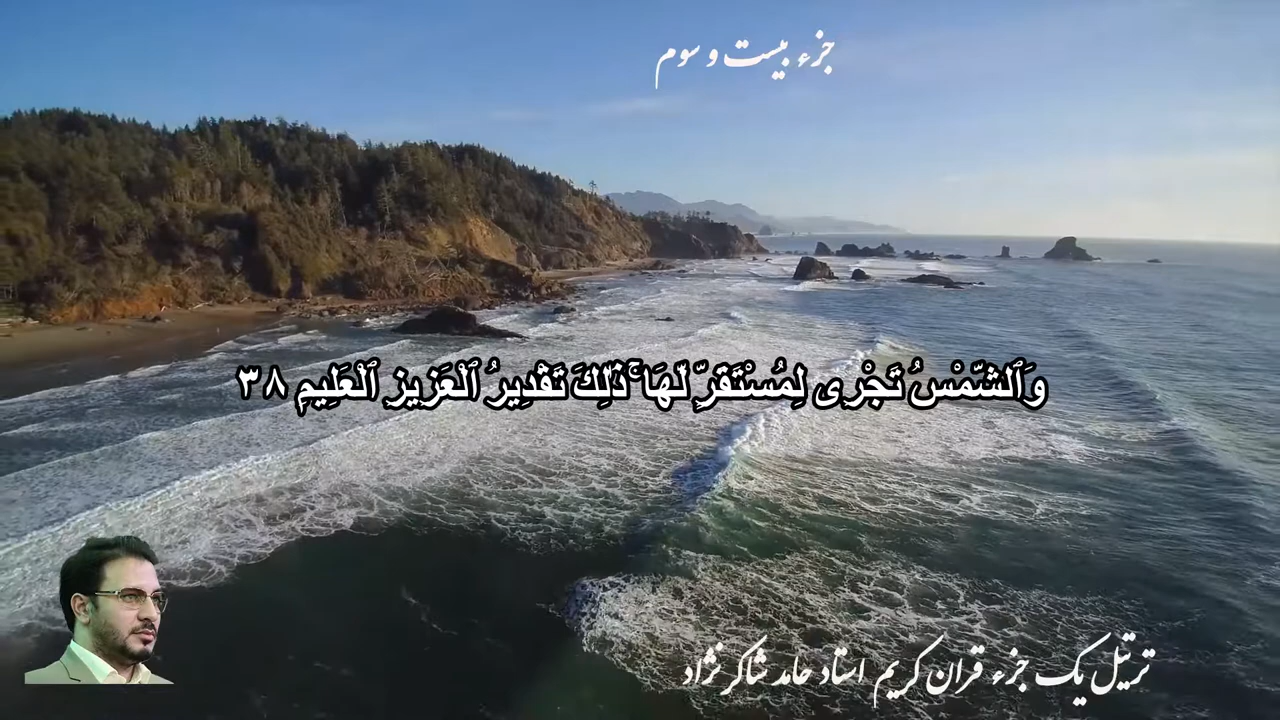 جزء بیست و سوم
وَٱلشَّمْسُ تَجْرِى لِمُسْتَقَرٍّ لَّهَا ۚ ذَٰلِكَ تَقْدِيرُ ٱلْعَزِيزِ ٱلْعَلِيمِ ٣٨
ترتیل یک جزء قران کریم استاد حامد شاکرنژاد